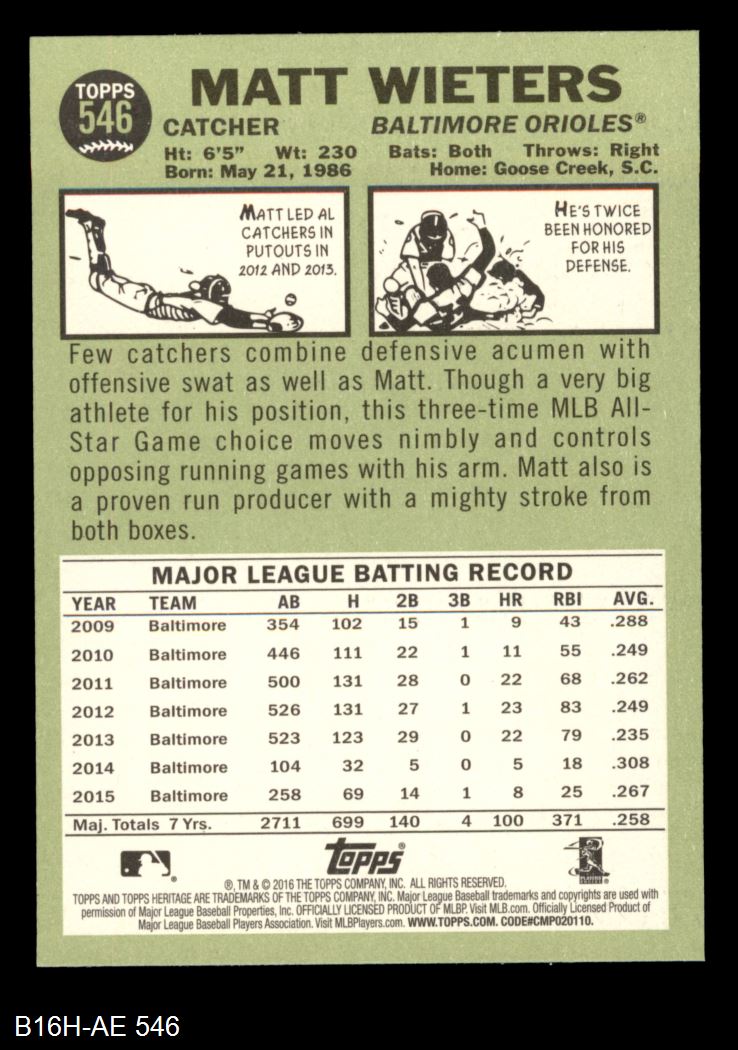 TOPPS
546
MATT WIETERS
CATCHER BALTIMORE ORIOLES®
Ht: 6'5" Wt: 230 Bats: Both Throws: Right
Born: May 21, 1986 Home: Goose Creek, S.C.
MATT LED AL
CATCHERS IN
PUTOUTS IN
2012 AND 2013.
HE'S TWICE
BEEN HONORED
FOR HIS
DEFENSE.
Few catchers combine defensive acumen with
offensive swat as well as Matt. Though a very big
athlete for his position, this three-time MLB All-
Star Game choice moves nimbly and controls
opposing running games with his arm. Matt also is
a proven run producer with a mighty stroke from
both boxes.
MAJOR LEAGUE BATTING RECORD
YEAR TEAM AB H 2B 3B HR RBI AVG.
2009 Baltimore 354 102 15 1 9 43 .288
2010 Baltimore 446 111 22 1 11 55 .249
2011 Baltimore 500 131 28 0 22 68 .262
2012 Baltimore 526 131 27 1 23 83 .249
2013 Baltimore 523 123 29 0 22 79 .235
2014 Baltimore 104 32 5 0 5 18 .308
2015 Baltimore 258 69 14 1 8 25 .267
Maj. Totals 7 Yrs. 2711 699 140 4 100 371 .258
Topps®
®, TM & © 2016 THE TOPPS COMPANY, INC. ALL RIGHTS RESERVED.
TOPPS AND TOPPS HERITAGE ARE TRADEMARKS OF THE TOPPS COMPANY, INC. Major League Baseball trademarks and copyrights are used with
permission of Major League Baseball Properties, Inc. OFFICIALLY LICENSED PRODUCT OF MLBP. Visit MLB.com. Officially Licensed Product of
Major League Baseball Players Association. Visit MLBPlayers.com. WWW.TOPPS.COM. CODE#CMP020110.
B16H-AE 546